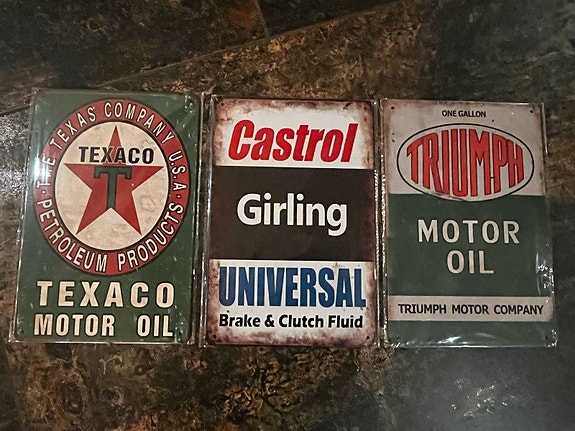 THE TEXAS COMPANY U.S.A.
PETROLEUM PRODUCTS
TEXACO
T
TEXACO
MOTOR OIL
Castrol
Girling
UNIVERSAL
Brake & Clutch Fluid
ONE GALLON
TRIUMPH
MOTOR
OIL
TRIUMPH MOTOR COMPANY